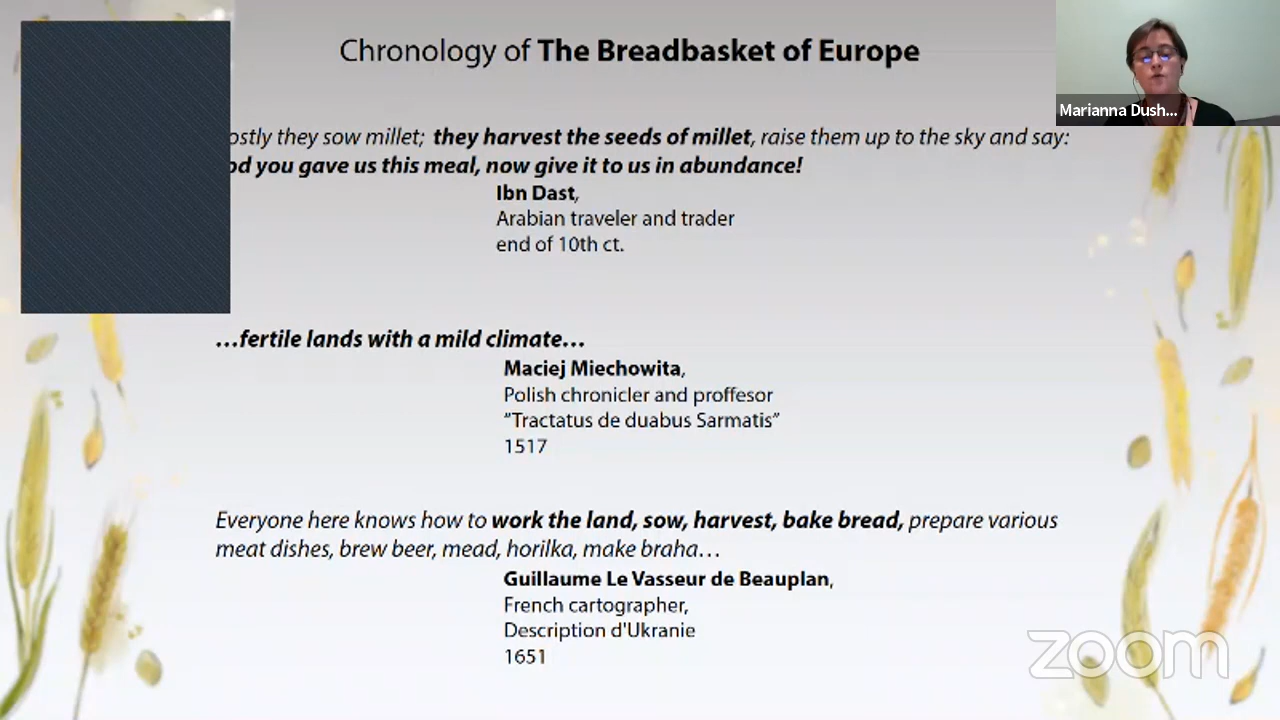 Chronology of The Breadbasket of Europe
Marianna Dush...
ostly they sow millet; they harvest the seeds of millet, raise them up to the sky and say:
od you gave us this meal, now give it to us in abundance!
Ibn Dast,
Arabian traveler and trader
end of 10th ct.
…fertile lands with a mild climate…
Maciej Miechowita,
Polish chronicler and proffesor
“Tractatus de duabus Sarmatis”
1517
Everyone here knows how to work the land, sow, harvest, bake bread, prepare various
meat dishes, brew beer, mead, horilka, make braha…
Guillaume Le Vasseur de Beauplan,
French cartographer,
Description d'Ukranie
1651
zoom